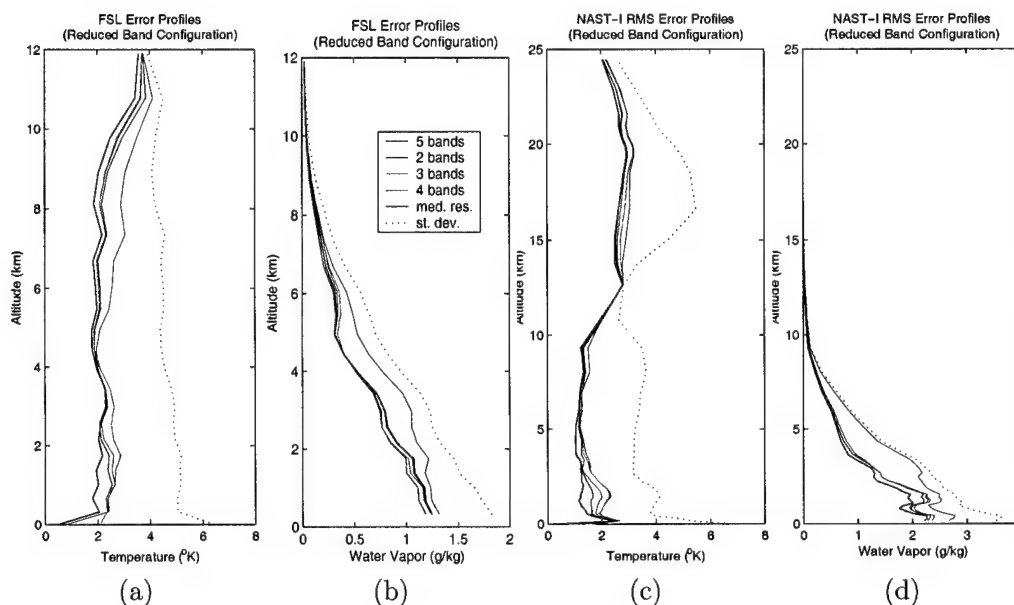 FSL Error Profiles
(Reduced Band Configuration)
12
10
8
6
4
2
0
Altitude (km)
0 2 4 6 8
Temperature (°K)
(a)
FSL Error Profiles
(Reduced Band Configuration)
12
10
8
6
4
2
0
Altitude (km)
5 bands
2 bands
3 bands
4 bands
med. res.
st. dev.
0 0.5 1 1.5 2
Water Vapor (g/kg)
(b)
NAST-I RMS Error Profiles
(Reduced Band Configuration)
25
20
15
10
5
0
Altitude (km)
0 2 4 6 8
Temperature (°K)
(c)
NAST-I RMS Error Profiles
(Reduced Band Configuration)
25
20
15
10
5
0
Altitude (km)
0 1 2 3 4
Water Vapor (g/kg)
(d)